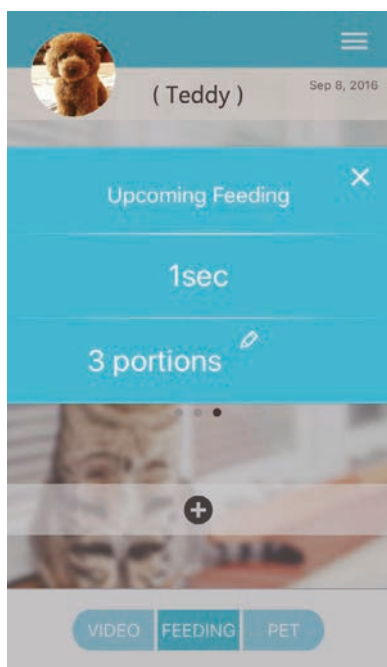 ( Teddy )
Sep 8, 2016
Upcoming Feeding
1sec
3 portions
VIDEO FEEDING PET